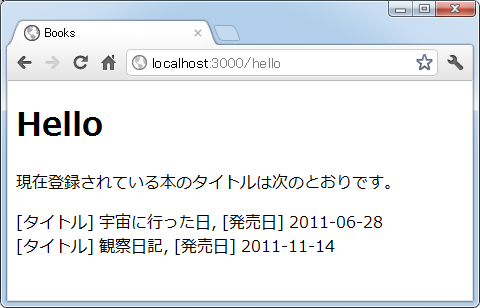 Books
localhost:3000/hello
Hello
現在登録されている本のタイトルは次のとおりです。
[タイトル] 宇宙に行った日, [発売日] 2011-06-28
[タイトル] 観察日記, [発売日] 2011-11-14